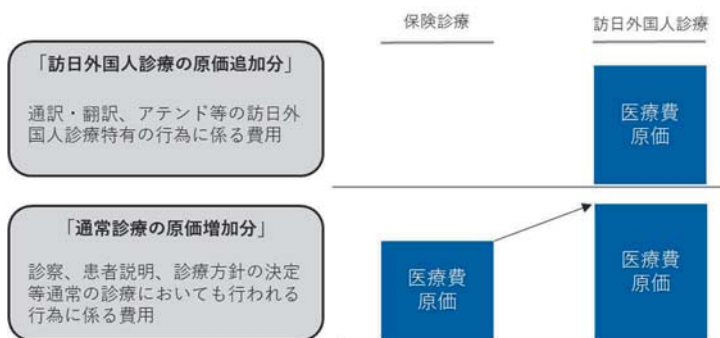 保険診療
訪日外国人診療
「訪日外国人診療の原価追加分」
通訳・翻訳、アテンド等の訪日外
国人診療特有の行為に係る費用
医療費
原価
「通常診療の原価増加分」
診察、患者説明、診療方針の決定
等通常の診療においても行われる
行為に係る費用
医療費
原価
医療費
原価